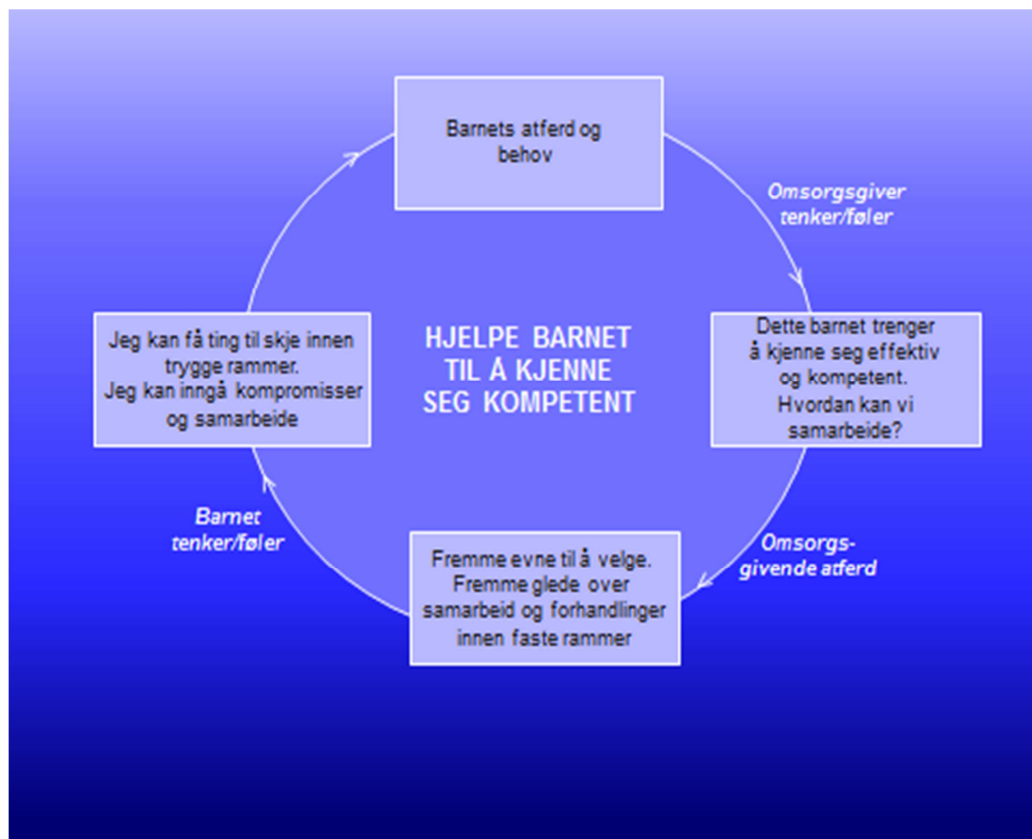 Barnets atferd og
behov
Omsorgsgiver
tenker/føler
Dette barnet trenger
å kjenne seg effektiv
og kompetent.
Hvordan kan vi
samarbeide?
HJELPE BARNET
TIL Å KJENNE
SEG KOMPETENT
Jeg kan få ting til skje innen
trygge rammer.
Jeg kan inngå kompromisser
og samarbeide
Omsorgs-
givende atferd
Fremme evne til å velge.
Fremme glede over
samarbeid og forhandlinger
innen faste rammer
Barnet
tenker/føler